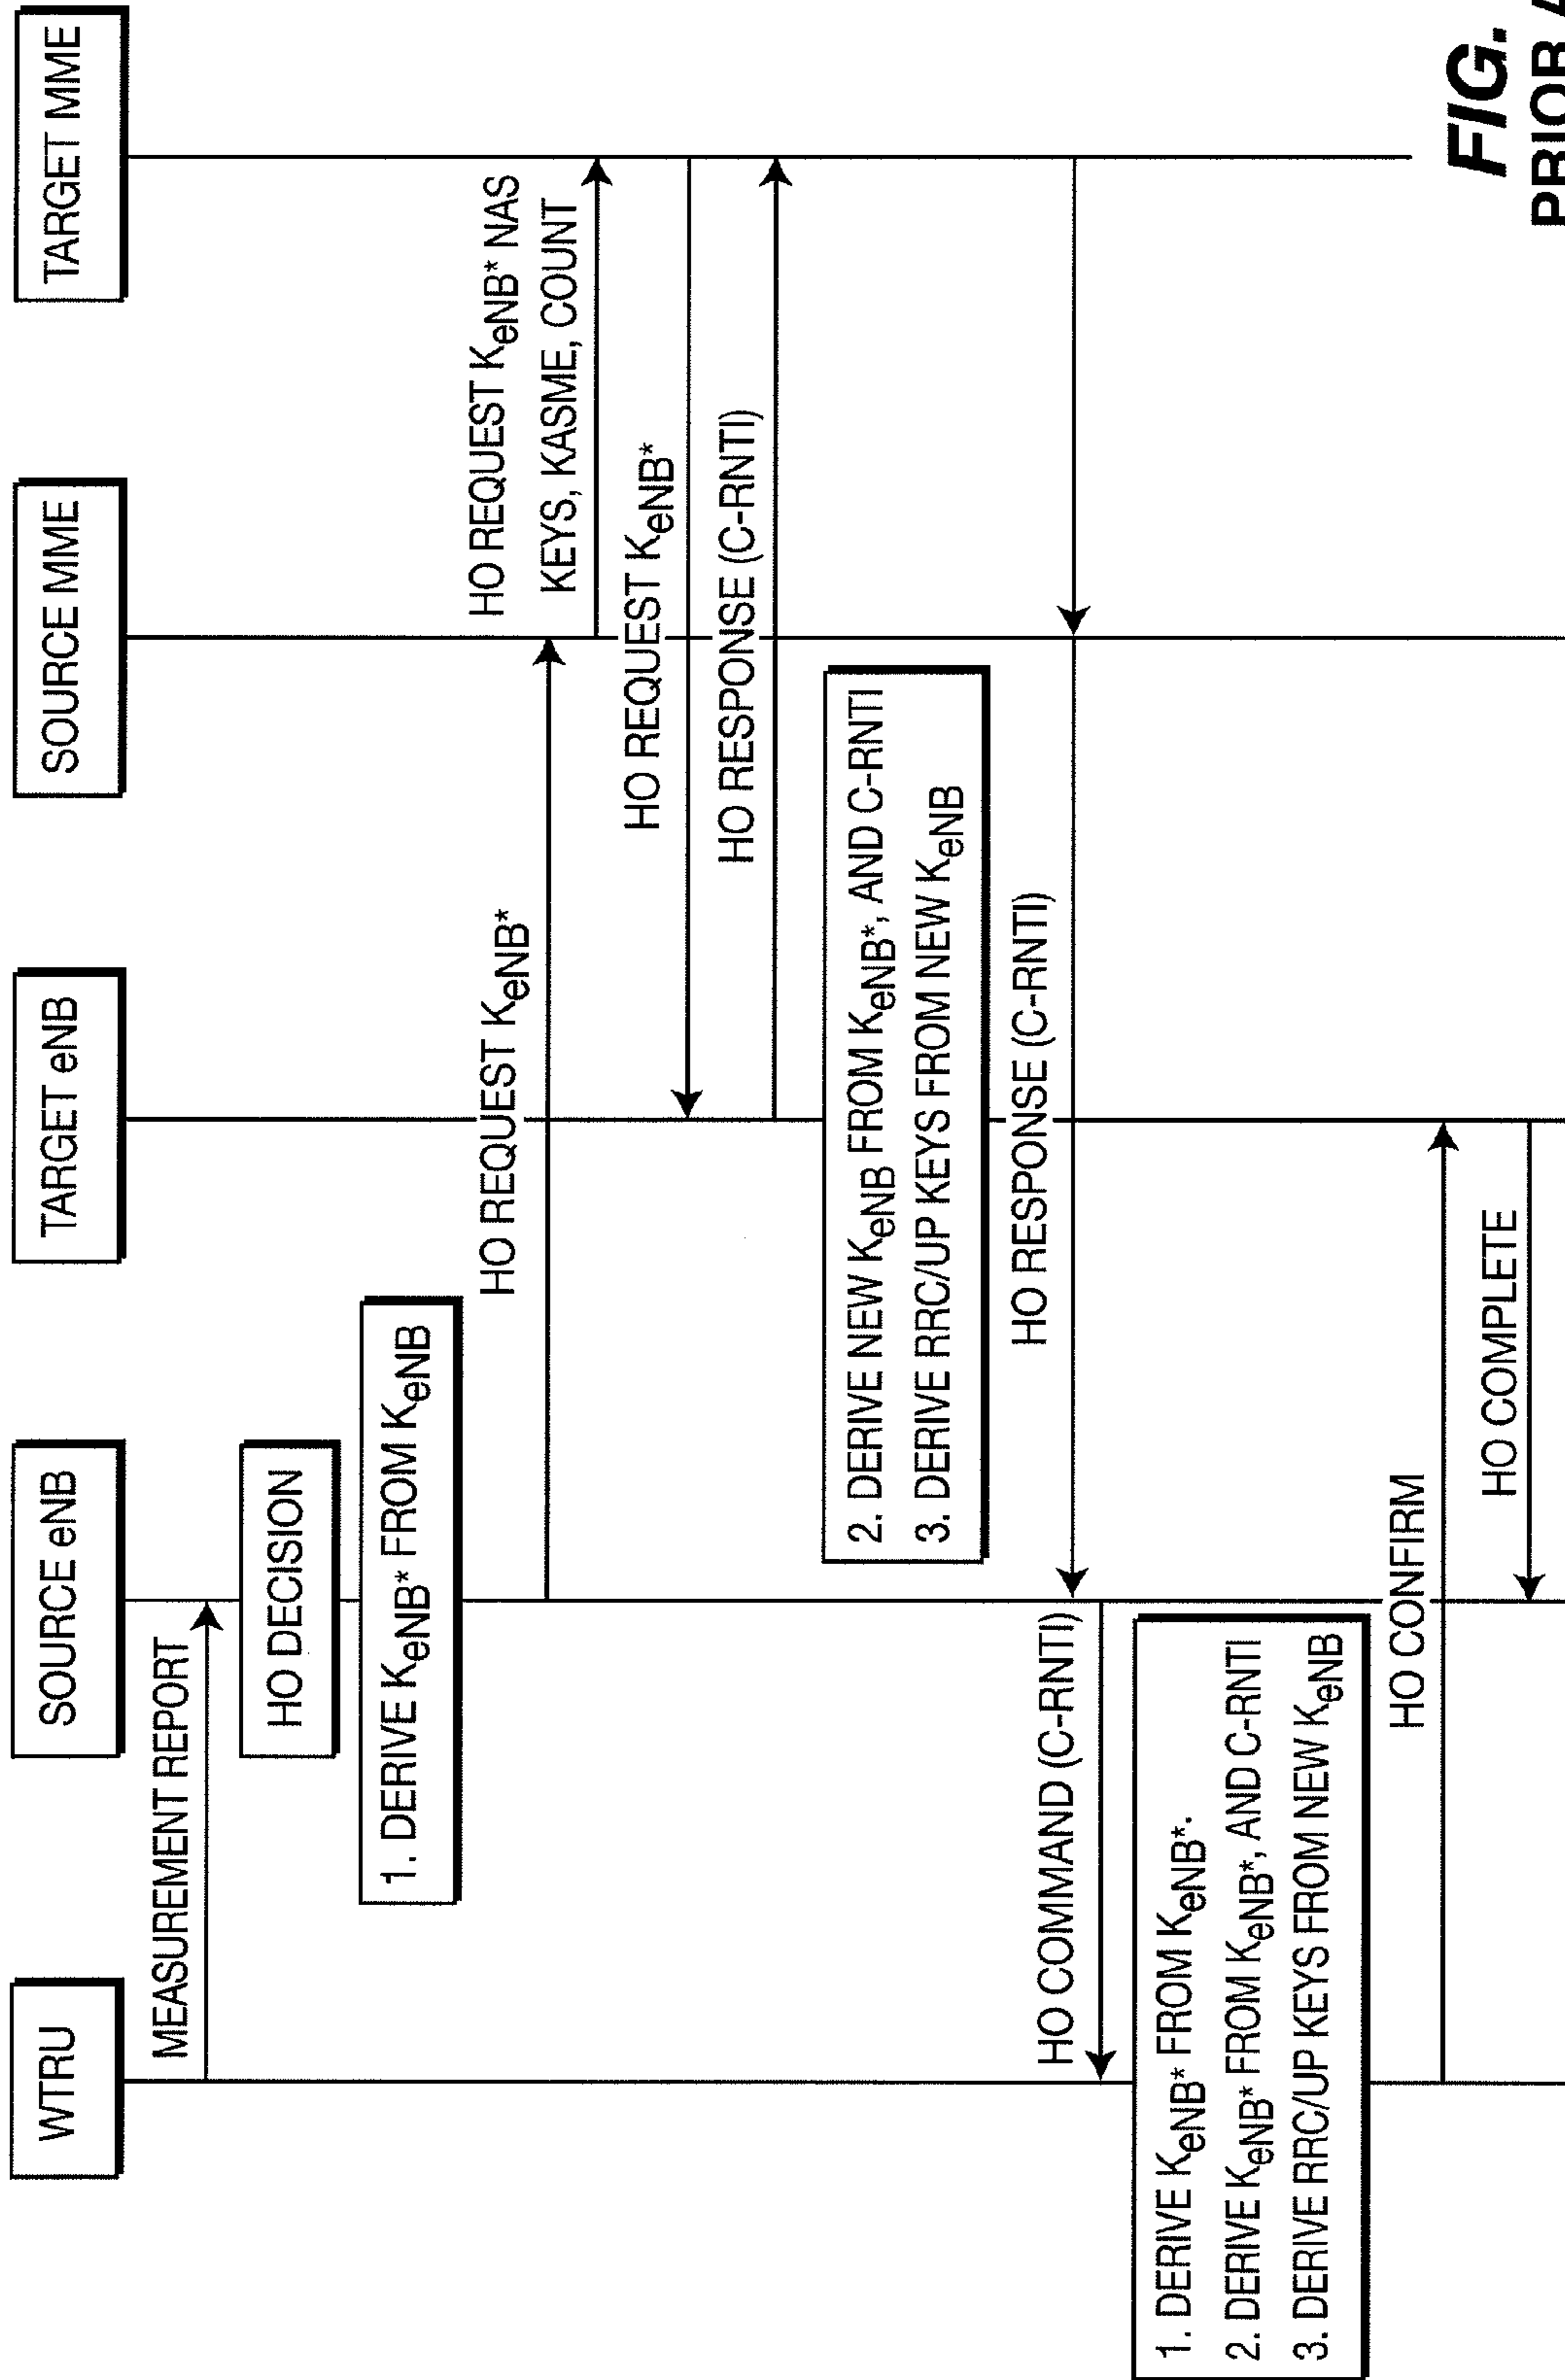 WTRU
SOURCE eNB
TARGET eNB
SOURCE MME
TARGET MME
MEASUREMENT REPORT
HO DECISION
1. DERIVE KeNB* FROM KeNB
HO REQUEST KeNB*
HO REQUEST KeNB* NAS
KEYS, KASME, COUNT
HO REQUEST KeNB*
HO RESPONSE (C-RNTI)
2. DERIVE NEW KeNB FROM KeNB*, AND C-RNTI
3. DERIVE RRC/UP KEYS FROM NEW KeNB
HO RESPONSE (C-RNTI)
HO COMMAND (C-RNTI)
1. DERIVE KeNB* FROM KeNB*.
2. DERIVE KeNB* FROM KeNB*, AND C-RNTI
3. DERIVE RRC/UP KEYS FROM NEW KeNB
HO CONFIRM
HO COMPLETE
FIG.
PRIOR